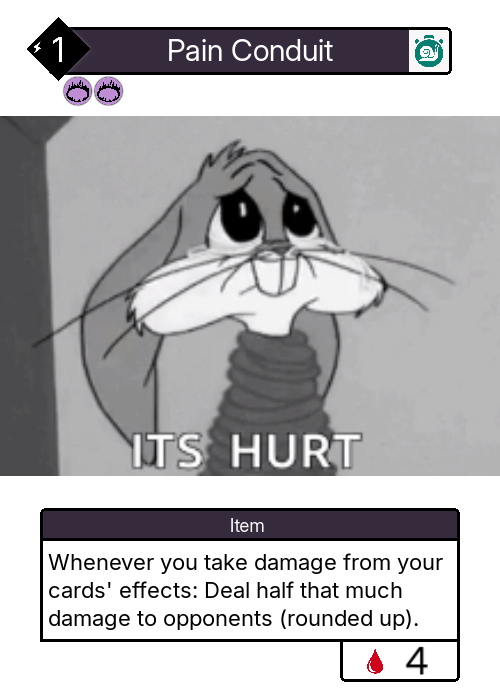 1
Pain Conduit
ITS HURT
Item
Whenever you take damage from your
cards' effects: Deal half that much
damage to opponents (rounded up).
4